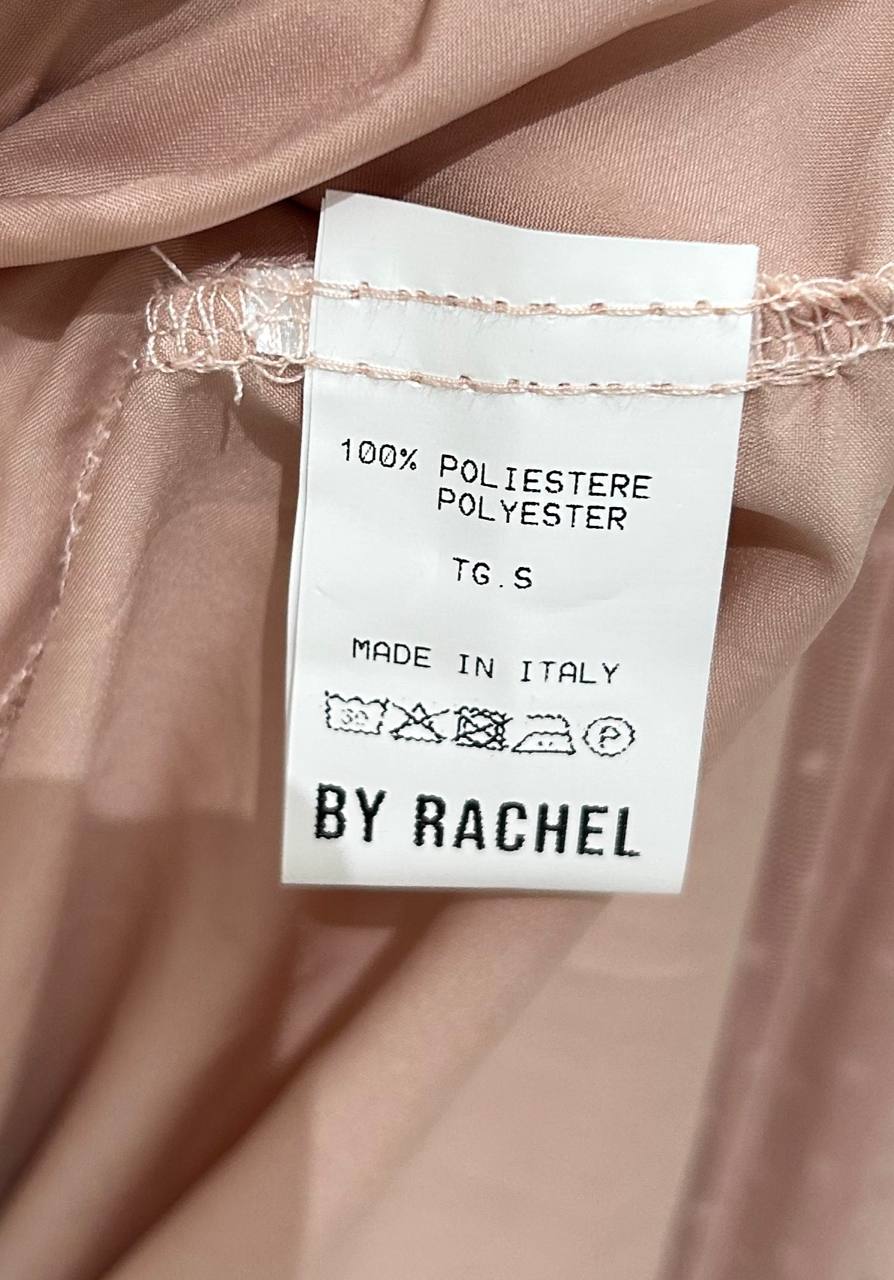 100% POLIESTERE
POLYESTER
TG.S
MADE IN ITALY
30
P
BY RACHEL